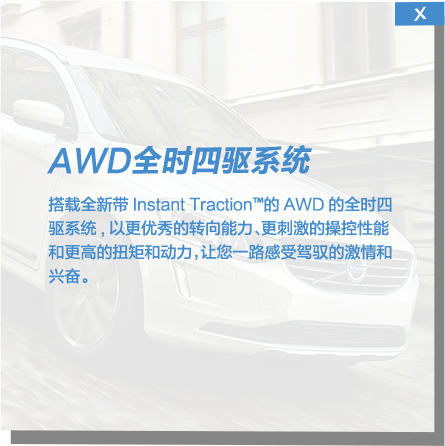 X
AWD全时四驱系统
搭载全新带 Instant Traction™的 AWD 的全时四
驱系统，以更优秀的转向能力、更刺激的操控性能
和更高的扭矩和动力，让您一路感受驾驭的激情和
兴奋。